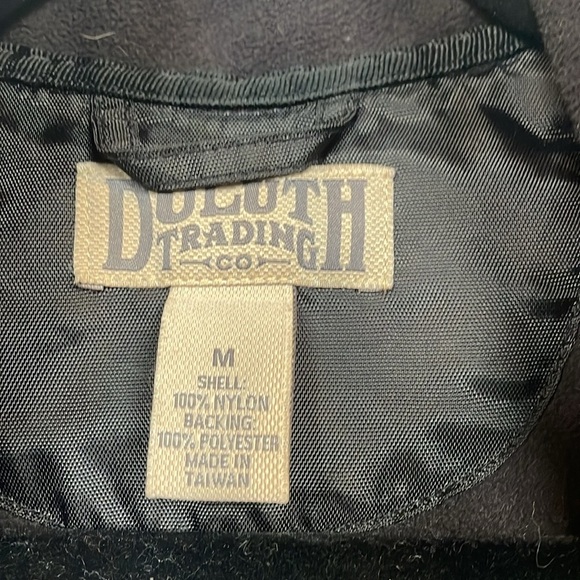 DULUTH
TRADING
CO
M
SHELL:
100% NYLON
BACKING:
100% POLYESTER
MADE IN
TAIWAN